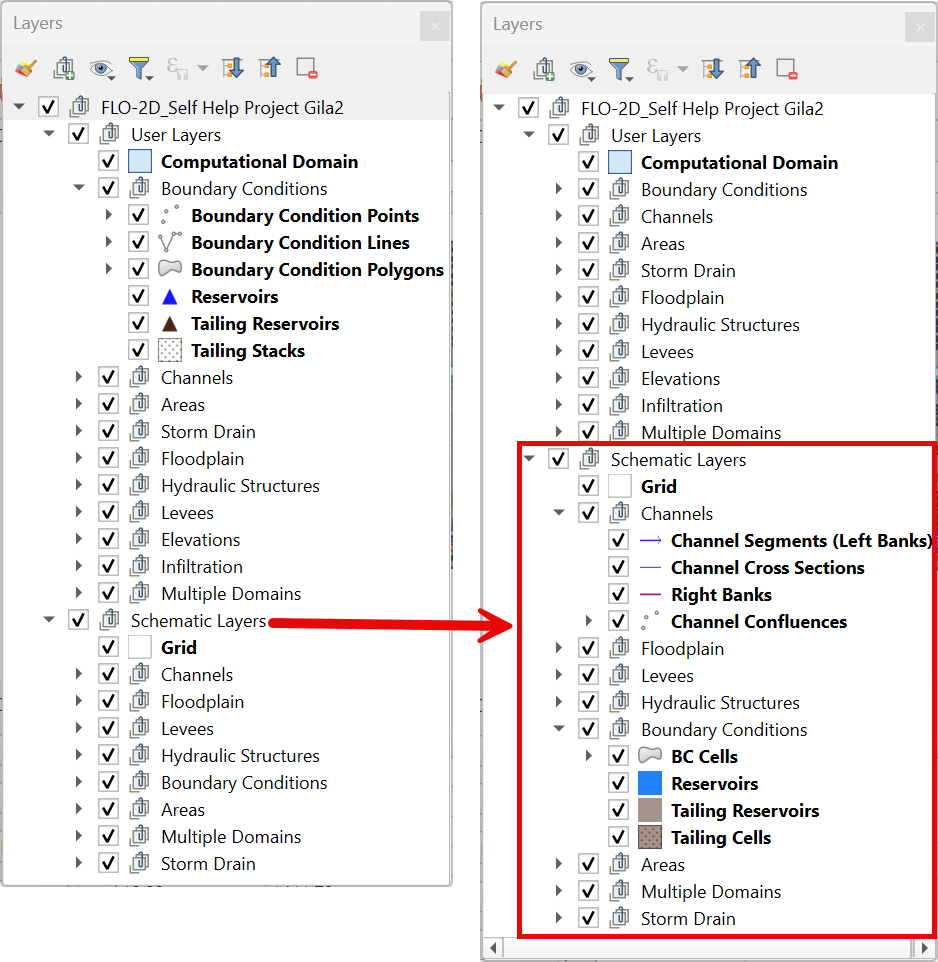 Layers
FLO-2D_Self Help Project Gila2
User Layers
Computational Domain
Boundary Conditions
Boundary Condition Points
Boundary Condition Lines
Boundary Condition Polygons
Reservoirs
Tailing Reservoirs
Tailing Stacks
Channels
Areas
Storm Drain
Floodplain
Hydraulic Structures
Levees
Elevations
Infiltration
Multiple Domains
Schematic Layers
Grid
Channels
Floodplain
Levees
Hydraulic Structures
Boundary Conditions
Areas
Multiple Domains
Storm Drain
Layers
FLO-2D_Self Help Project Gila2
User Layers
Computational Domain
Boundary Conditions
Channels
Areas
Storm Drain
Floodplain
Hydraulic Structures
Levees
Elevations
Infiltration
Multiple Domains
Schematic Layers
Grid
Channels
Channel Segments (Left Banks)
Channel Cross Sections
Right Banks
Channel Confluences
Floodplain
Levees
Hydraulic Structures
Boundary Conditions
BC Cells
Reservoirs
Tailing Reservoirs
Tailing Cells
Areas
Multiple Domains
Storm Drain